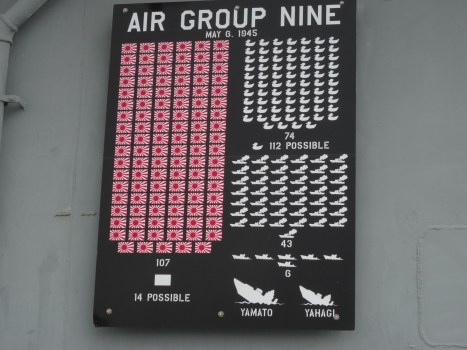 AIR GROUP NINE
MAY 6, 1945
74
112 POSSIBLE
43
6
107
14 POSSIBLE
YAMATO YAHAGI